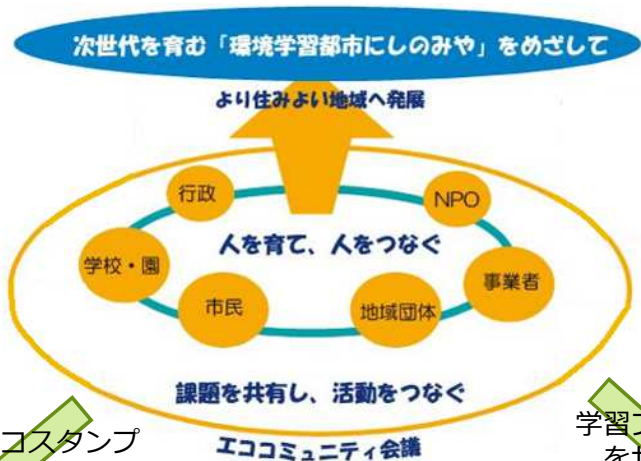 次世代を育む「環境学習都市にしのみや」をめざして
より住みよい地域へ発展
行政
NPO
人を育て、人をつなぐ
学校・園
事業者
市民
地域団体
課題を共有し、活動をつなぐ
コスタンプ
学習
エココミュニティ会議